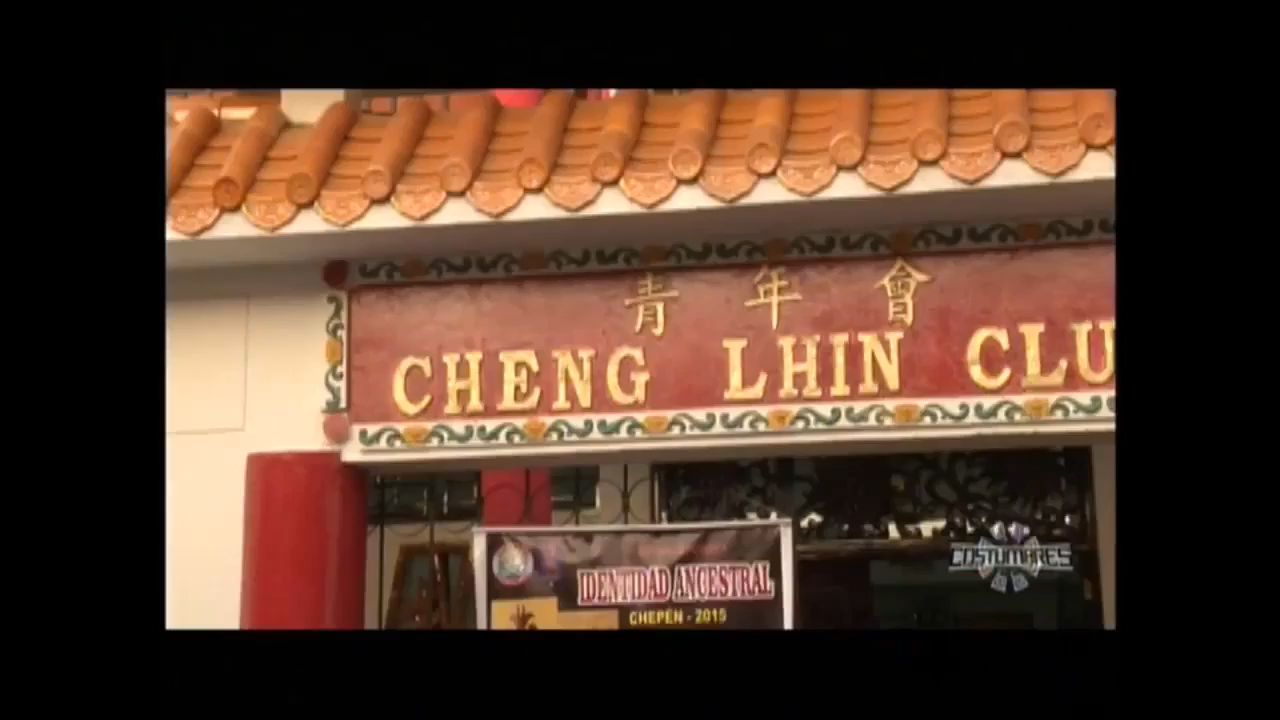 青年會
CHENG LHIN CLU
IDENTIDAD ANCESTRAL
CHEPÉN - 2015
COSTUMBRES